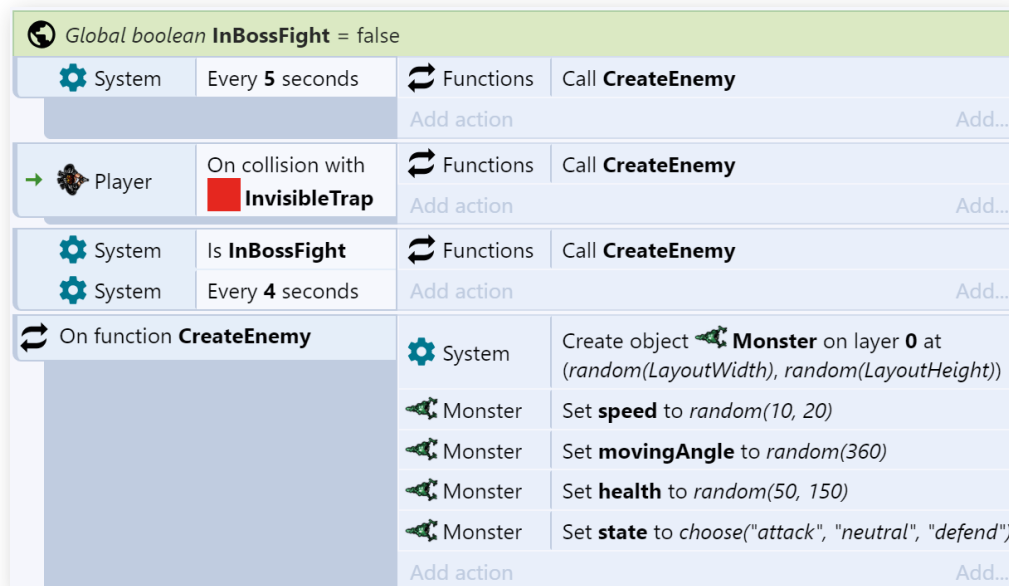 Global boolean InBossFight = false
System Every 5 seconds Functions Call CreateEnemy
Add action Add...
Player On collision with InvisibleTrap Functions Call CreateEnemy
Add action Add...
System Is InBossFight Functions Call CreateEnemy
System Every 4 seconds Add action Add...
On function CreateEnemy
System Create object Monster on layer 0 at
(random(LayoutWidth), random(LayoutHeight))
Monster Set speed to random(10, 20)
Monster Set movingAngle to random(360)
Monster Set health to random(50, 150)
Monster Set state to choose("attack", "neutral", "defend")
Add action Add...